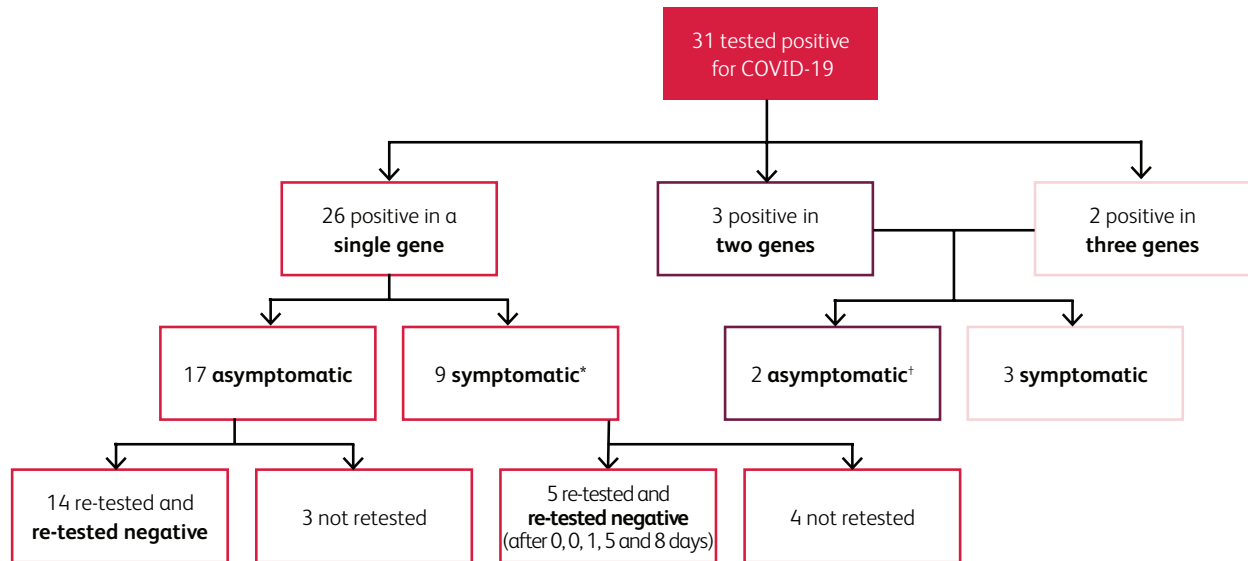 31 tested positive
for COVID-19
26 positive in a
single gene
3 positive in
two genes
2 positive in
three genes
17 asymptomatic
9 symptomatic*
2 asymptomatic†
3 symptomatic
14 re-tested and
re-tested negative
3 not retested
5 re-tested and
re-tested negative
(after 0, 0, 1, 5 and 8 days)
4 not retested